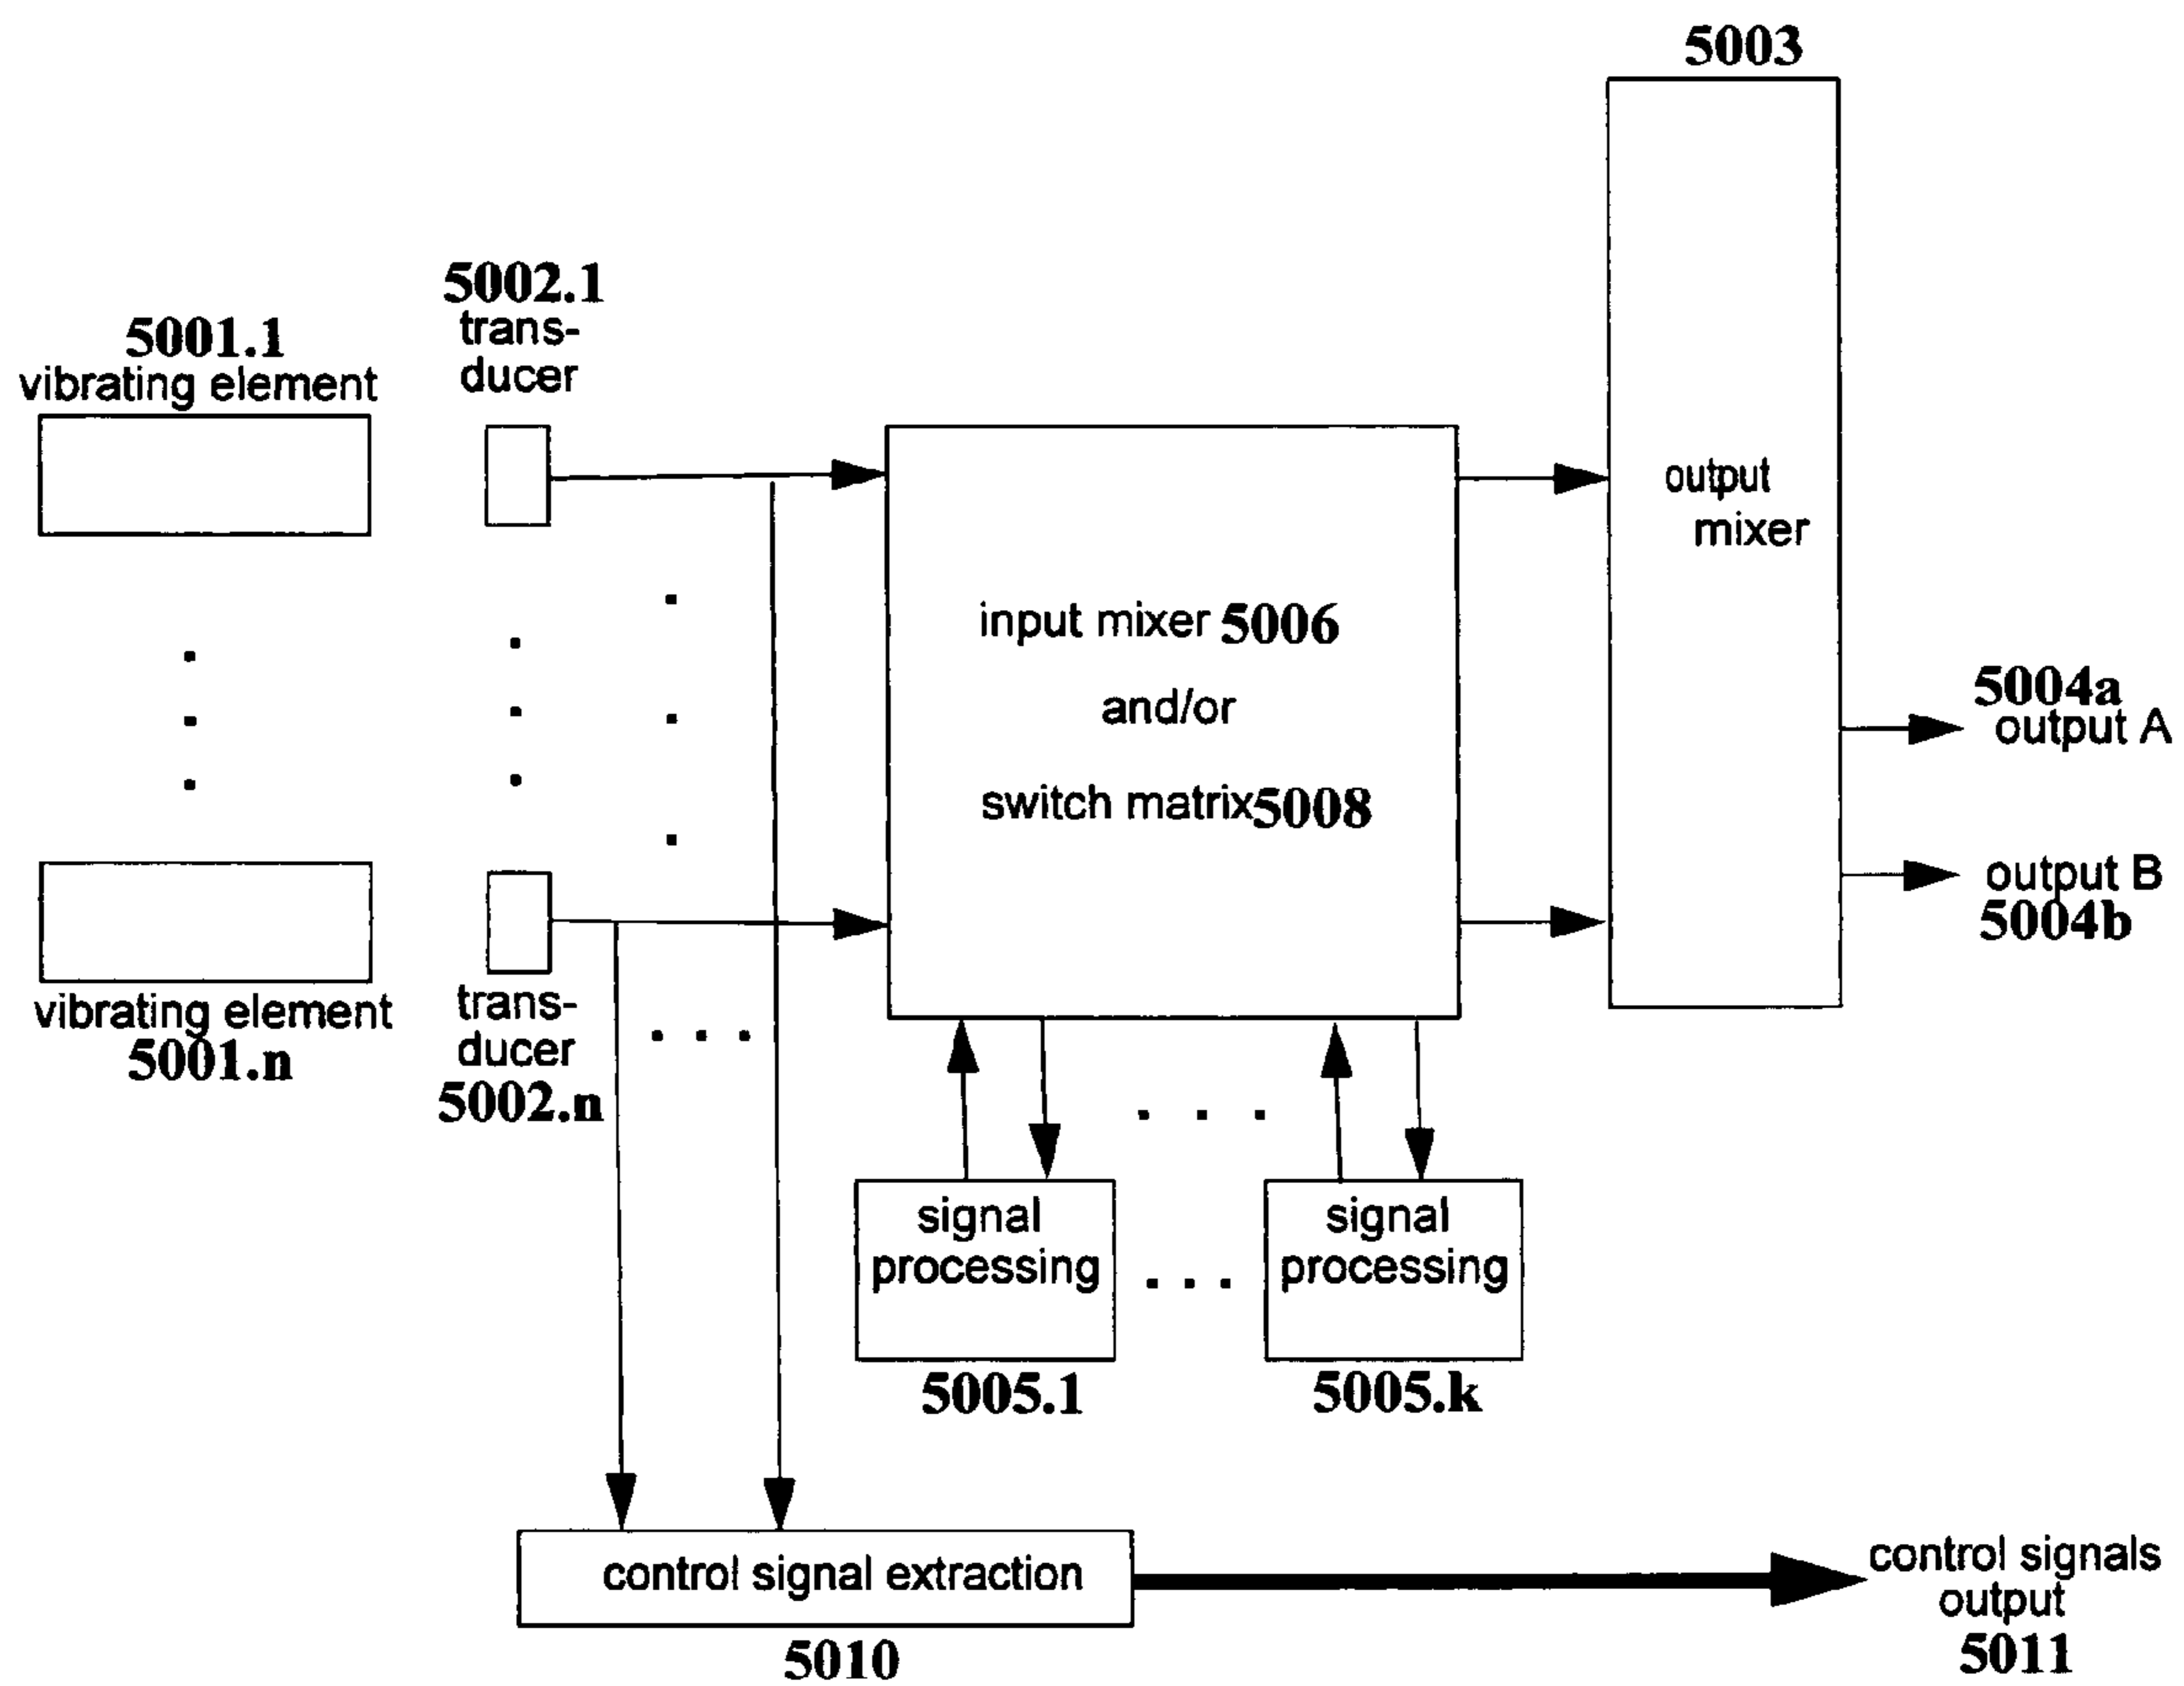 5003
5002.1
trans-
ducer
5001.1
vibrating element
output
mixer
input mixer 5006
and/or
switch matrix5008
5004a
output A
output B
5004b
vibrating element
5001.n
trans-
ducer
5002.n
signal
processing
5005.1
signal
processing
5005.k
control signal extraction
5010
control signals
output
5011